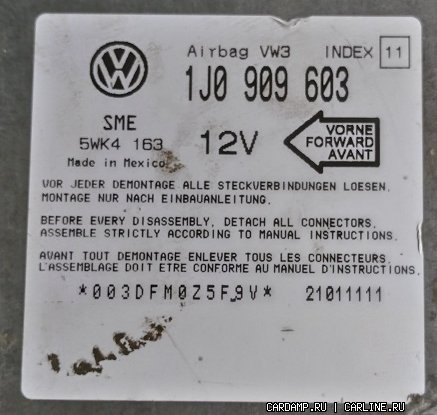 Airbag VW3 INDEX 11
1J0 909 603
SME
5WK4 163
Made in Mexico
12V
VORNE
FORWARD
AVANT
VOR JEDER DEMONTAGE ALLE STECKVERBINDUNGEN LOESEN.
MONTAGE NUR NACH EINBAUANLEITUNG.
BEFORE EVERY DISASSEMBLY, DETACH ALL CONNECTORS,
ASSEMBLE STRICTLY ACCORDING TO MANUAL INSTRUCTIONS.
AVANT TOUT DEMONTAGE ENLEVER TOUS LES CONNECTEURS.
L'ASSEMBLAGE DOIT ETRE CONFORME AU MANUEL D'INSTRUCTIONS.
*003DFM0Z5F9V* 21011111
CARDAMP.RU | CARLINE.RU